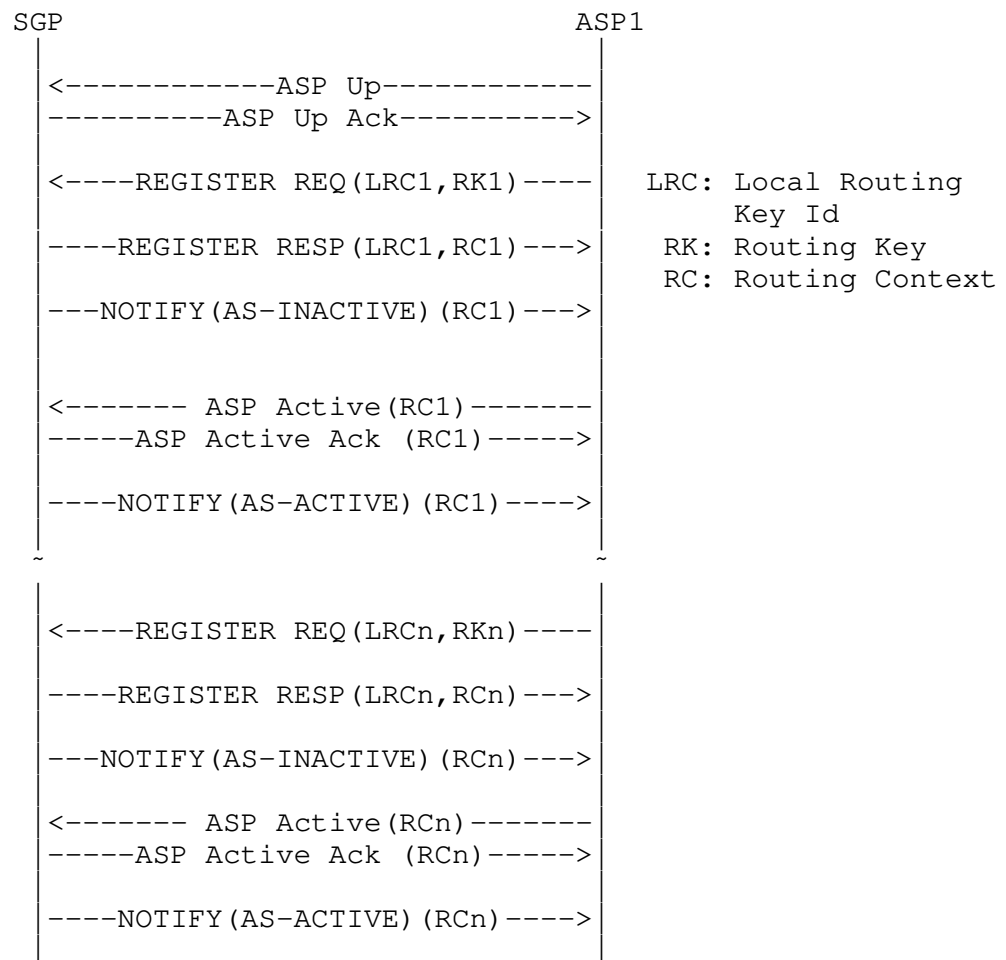 SGP                             ASP1
 |                                |
 |<------------ASP Up------------|
 |----------ASP Up Ack---------->|
 |                                |
 |<----REGISTER REQ(LRC1,RK1)----|   LRC: Local Routing
 |                                |        Key Id
 |----REGISTER RESP(LRC1,RC1)--->|    RK: Routing Key
 |                                |    RC: Routing Context
 |---NOTIFY(AS-INACTIVE)(RC1)--->|
 |                                |
 |                                |
 |<------- ASP Active(RC1)-------|
 |-----ASP Active Ack (RC1)----->|
 |                                |
 |----NOTIFY(AS-ACTIVE)(RC1)---->|
 |                                |
 ~                                ~
 |                                |
 |<----REGISTER REQ(LRCn,RKn)----|
 |                                |
 |----REGISTER RESP(LRCn,RCn)--->|
 |                                |
 |---NOTIFY(AS-INACTIVE)(RCn)--->|
 |                                |
 |<------- ASP Active(RCn)-------|
 |-----ASP Active Ack (RCn)----->|
 |                                |
 |----NOTIFY(AS-ACTIVE)(RCn)---->|
 |                                |